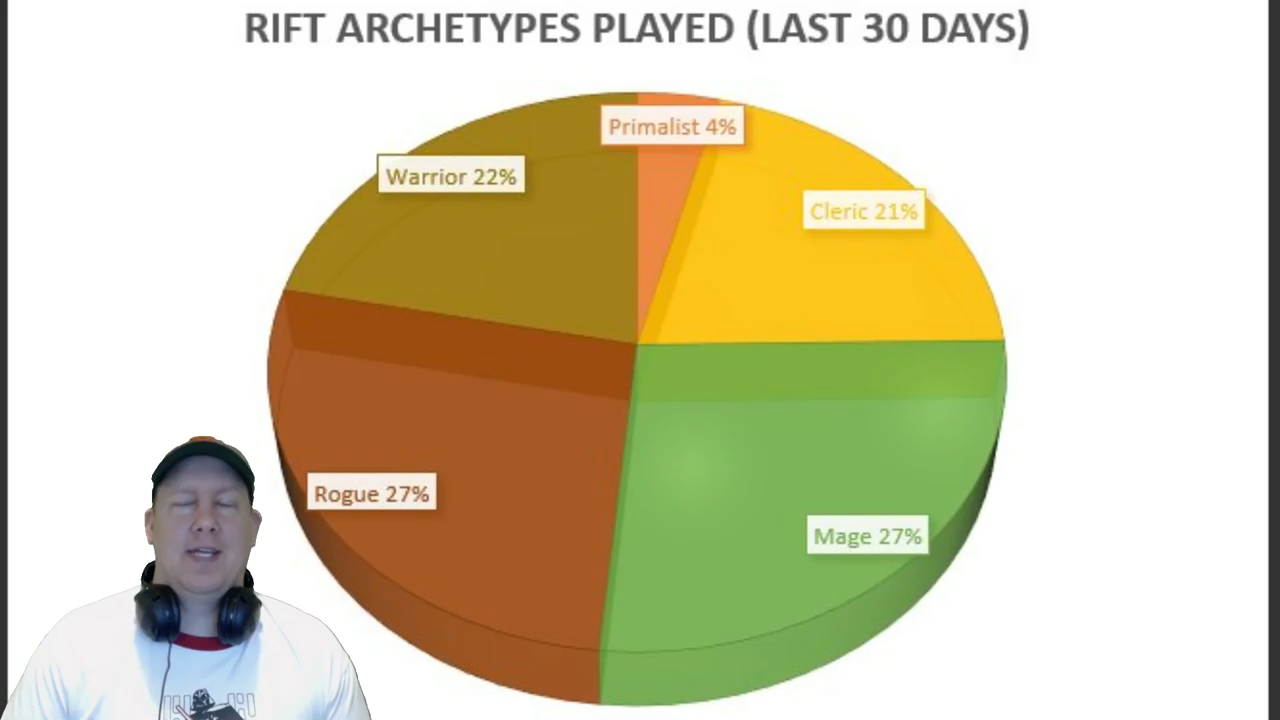 RIFT ARCHETYPES PLAYED (LAST 30 DAYS)
Primalist 4%
Warrior 22%
Cleric 21%
Rogue 27%
Mage 27%